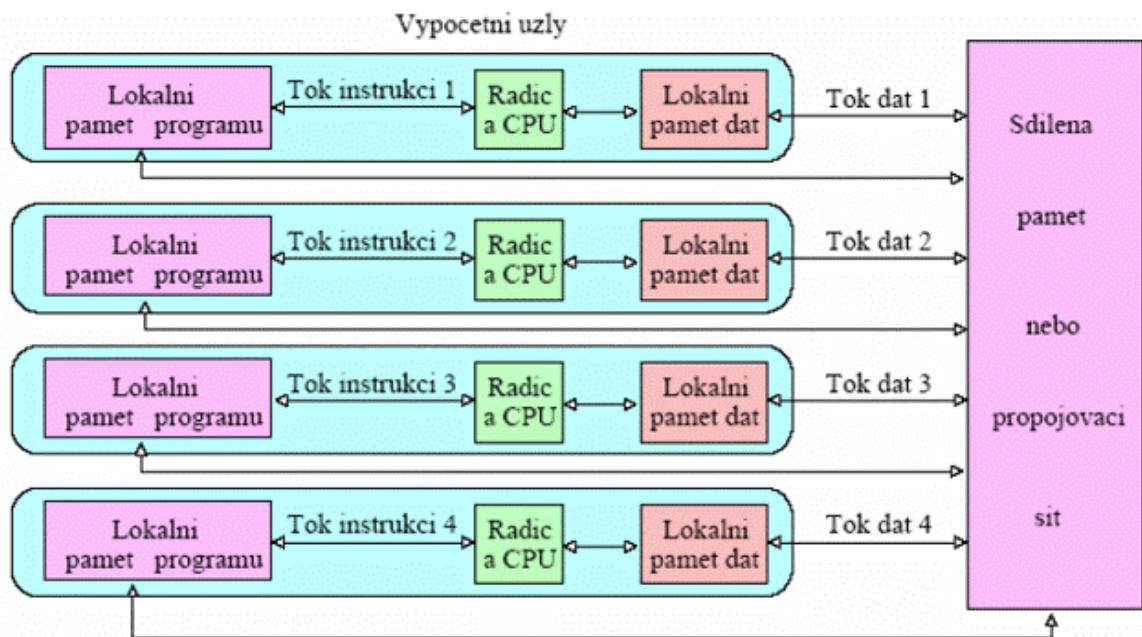 Vypocetni uzly
Lokalni
pamet programu
Tok instrukci 1
Radic
a CPU
Lokalni
pamet dat
Tok dat 1
Lokalni
pamet programu
Tok instrukci 2
Radic
a CPU
Lokalni
pamet dat
Tok dat 2
Lokalni
pamet programu
Tok instrukci 3
Radic
a CPU
Lokalni
pamet dat
Tok dat 3
Lokalni
pamet programu
Tok instrukci 4
Radic
a CPU
Lokalni
pamet dat
Tok dat 4
Sdilena
pamet
nebo
propojovaci
sit